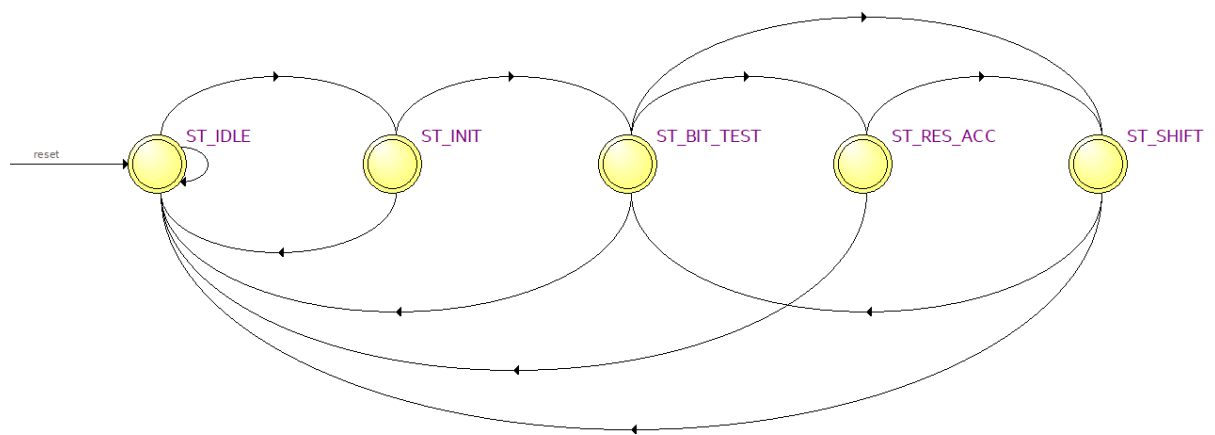 ST_IDLE
ST_INIT
ST_BIT_TEST
ST_RES_ACC
ST_SHIFT
reset